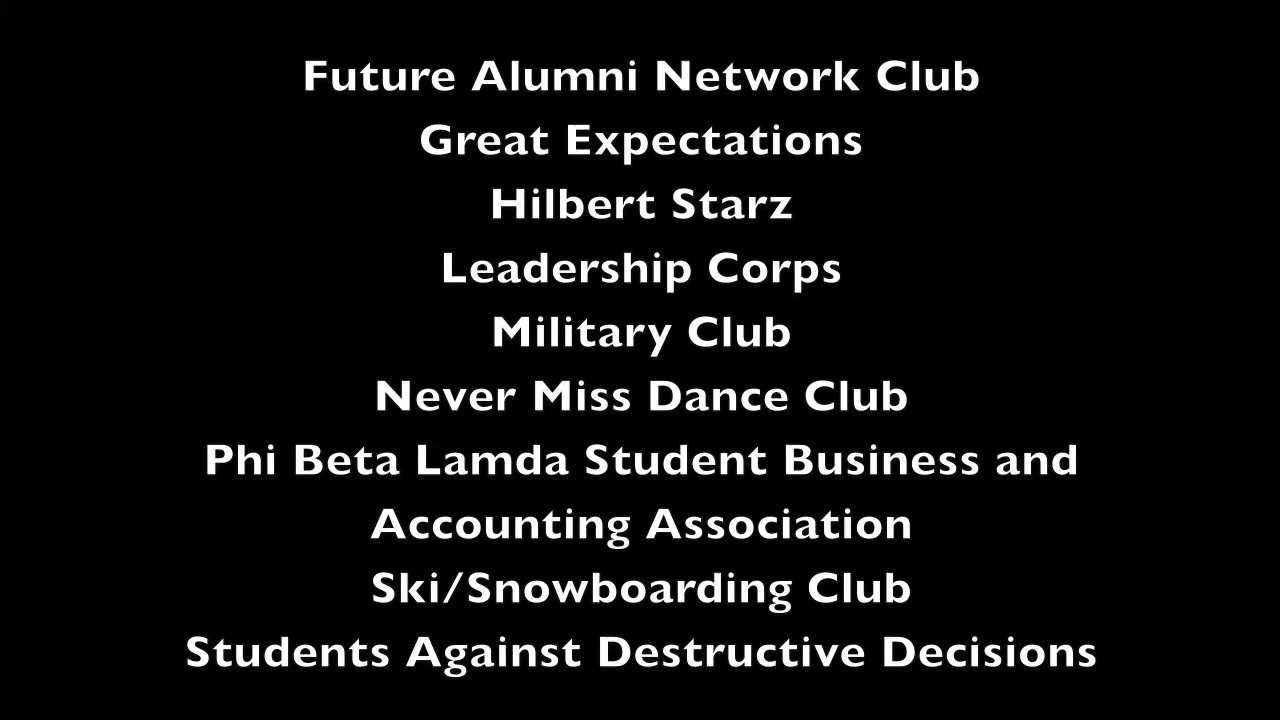 Future Alumni Network Club
Great Expectations
Hilbert Starz
Leadership Corps
Military Club
Never Miss Dance Club
Phi Beta Lamda Student Business and
Accounting Association
Ski/Snowboarding Club
Students Against Destructive Decisions